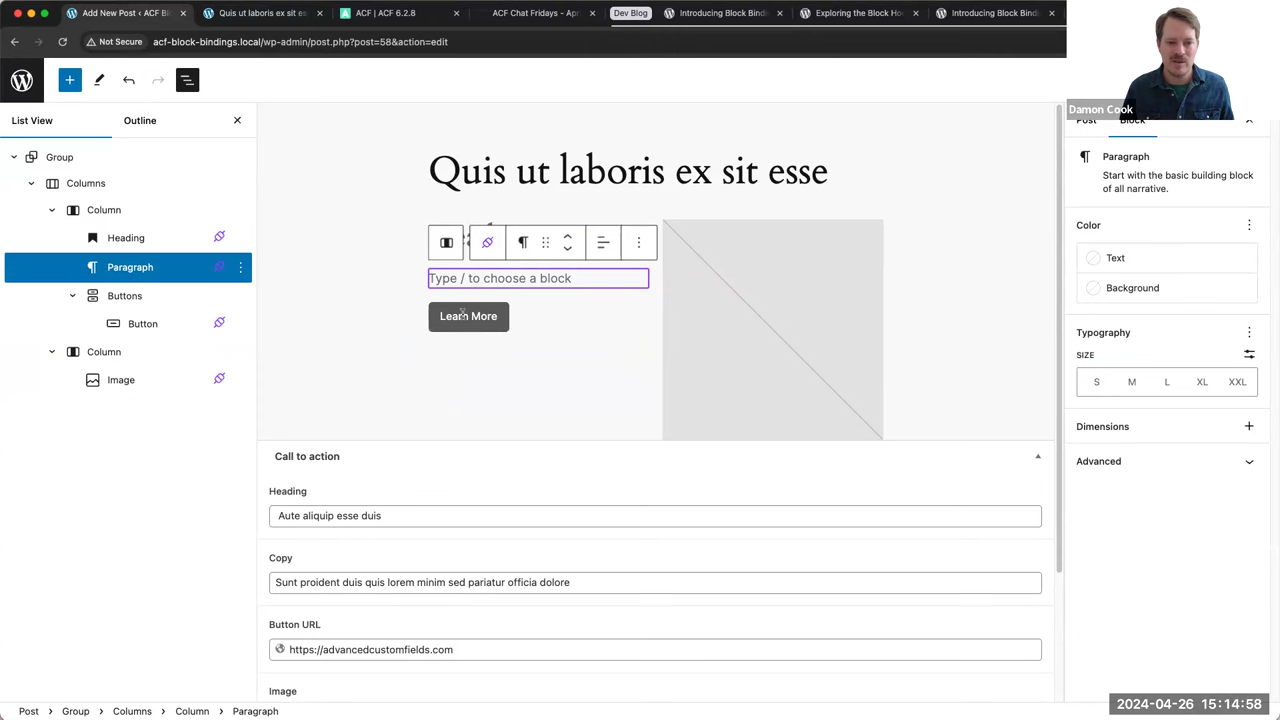 Add New Post ‹ ACF Bl
Quis ut laboris ex sit es
ACF | ACF 6.2.8
ACF Chat Fridays - Apr
Dev Blog
Introducing Block Bin
Exploring the Block Ho
Introducing Block Bin
Not Secure
acf-block-bindings.local/wp-admin/post.php?post=58&action=edit
Damon Cook
List View
Outline
Post
Block
Group
Columns
Column
Heading
Paragraph
Buttons
Button
Column
Image
Quis ut laboris ex sit esse
Type / to choose a block
Learn More
Call to action
Heading
Aute aliquip esse duis
Copy
Sunt proident duis quis lorem minim sed pariatur officia dolore
Button URL
https://advancedcustomfields.com
Image
Paragraph
Start with the basic building block
of all narrative.
Color
Text
Background
Typography
SIZE
S M L XL XXL
Dimensions
Advanced
Post > Group > Columns > Column > Paragraph
2024-04-26 15:14:58